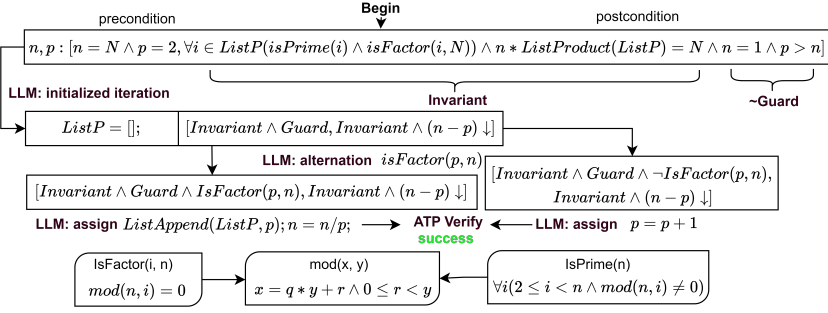 Begin
precondition
postcondition
n, p : [n = N ∧ p = 2, ∀i ∈ ListP(isPrime(i) ∧ isFactor(i, N)) ∧ n ∗ ListProduct(ListP) = N ∧ n = 1 ∧ p > n]
LLM: initialized iteration
Invariant
~Guard
ListP = []; [Invariant ∧ Guard, Invariant ∧ (n − p) ↓]
LLM: alternation isFactor(p, n)
[Invariant ∧ Guard ∧ IsFactor(p, n), Invariant ∧ (n − p) ↓]
[Invariant ∧ Guard ∧ ¬IsFactor(p, n),
Invariant ∧ (n − p) ↓]
LLM: assign ListAppend(ListP, p); n = n/p;
ATP Verify
success
LLM: assign p = p + 1
IsFactor(i, n)
mod(n, i) = 0
mod(x, y)
x = q ∗ y + r ∧ 0 ≤ r < y
IsPrime(n)
∀i(2 ≤ i < n ∧ mod(n, i) ≠ 0)